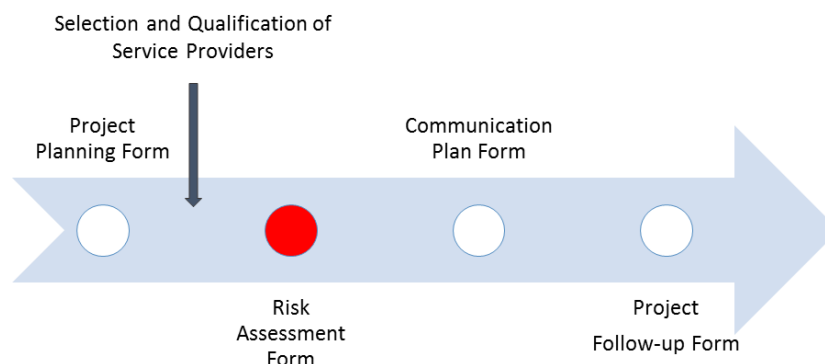 Selection and Qualification of
Service Providers
Project
Planning Form
Communication
Plan Form
Risk
Assessment
Form
Project
Follow-up Form